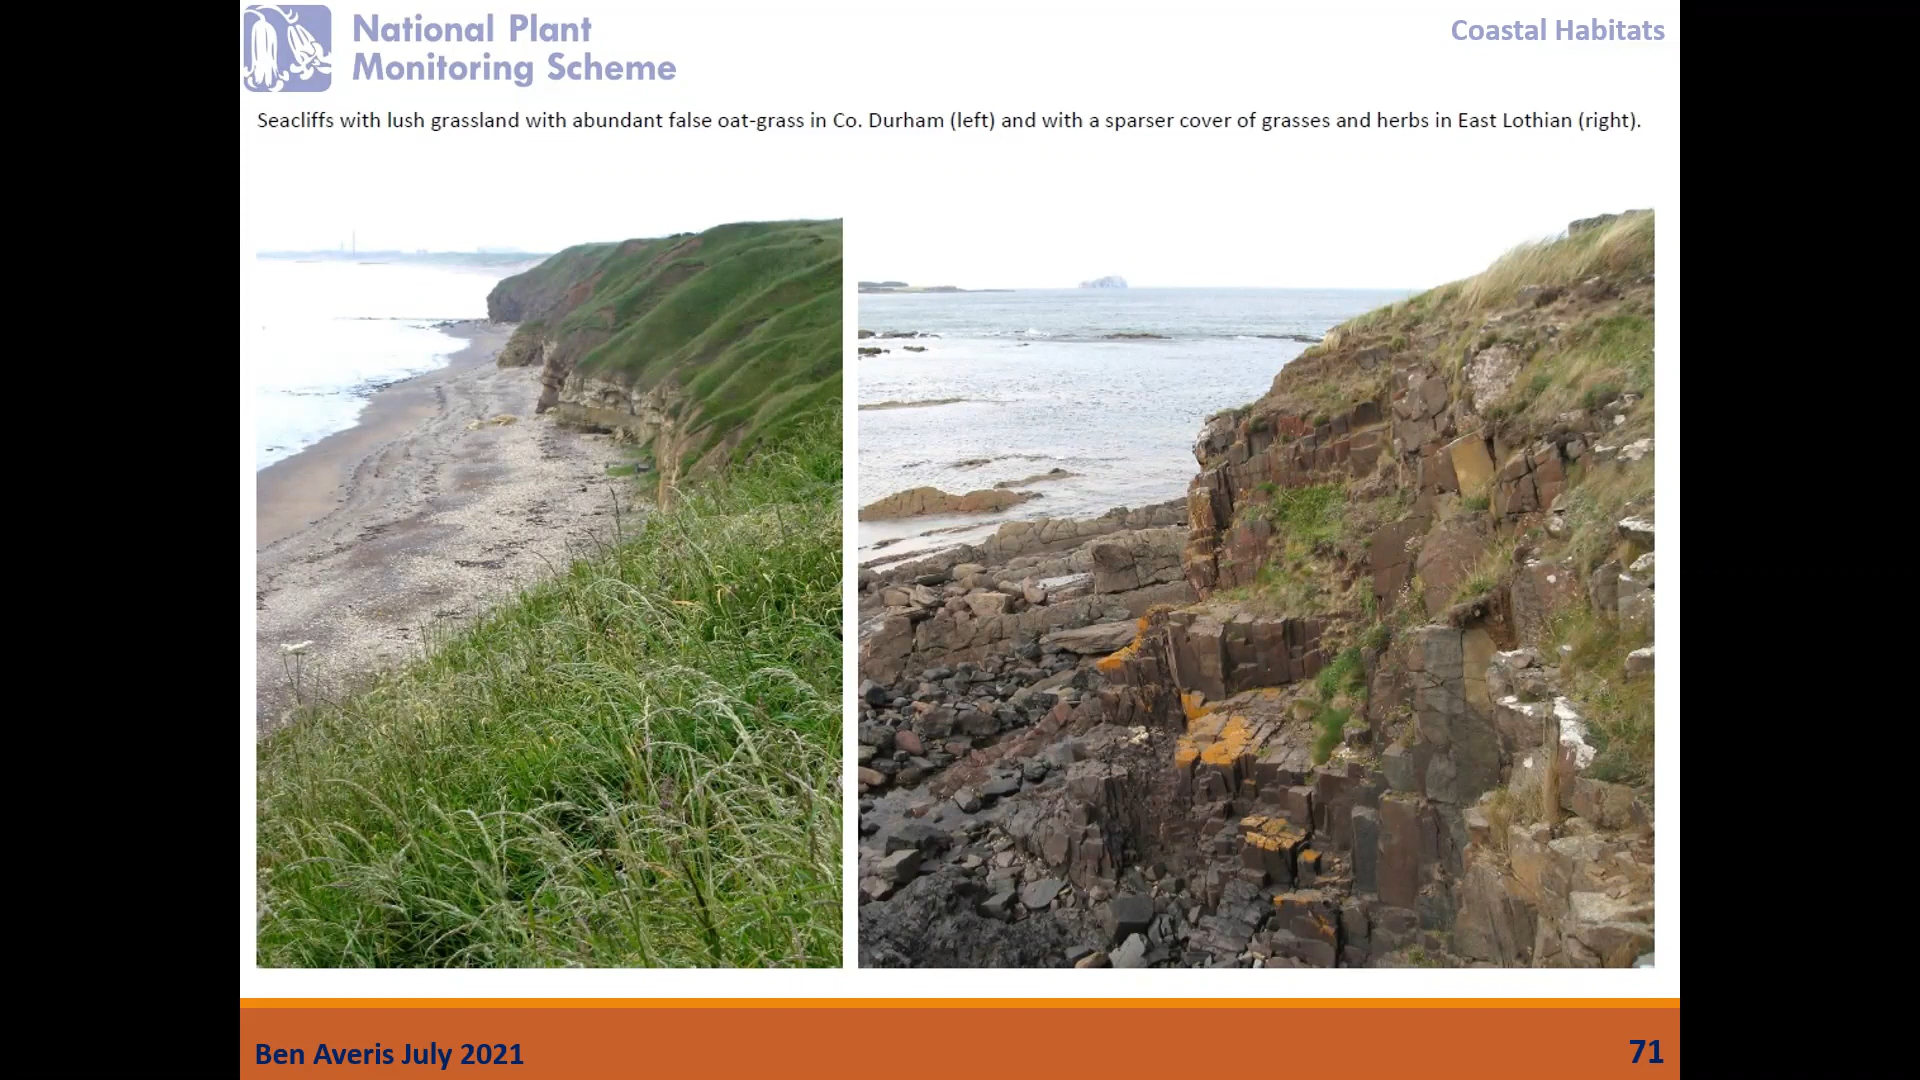 National Plant
Monitoring Scheme
Coastal Habitats
Seacliffs with lush grassland with abundant false oat-grass in Co. Durham (left) and with a sparser cover of grasses and herbs in East Lothian (right).
Ben Averis July 2021
71